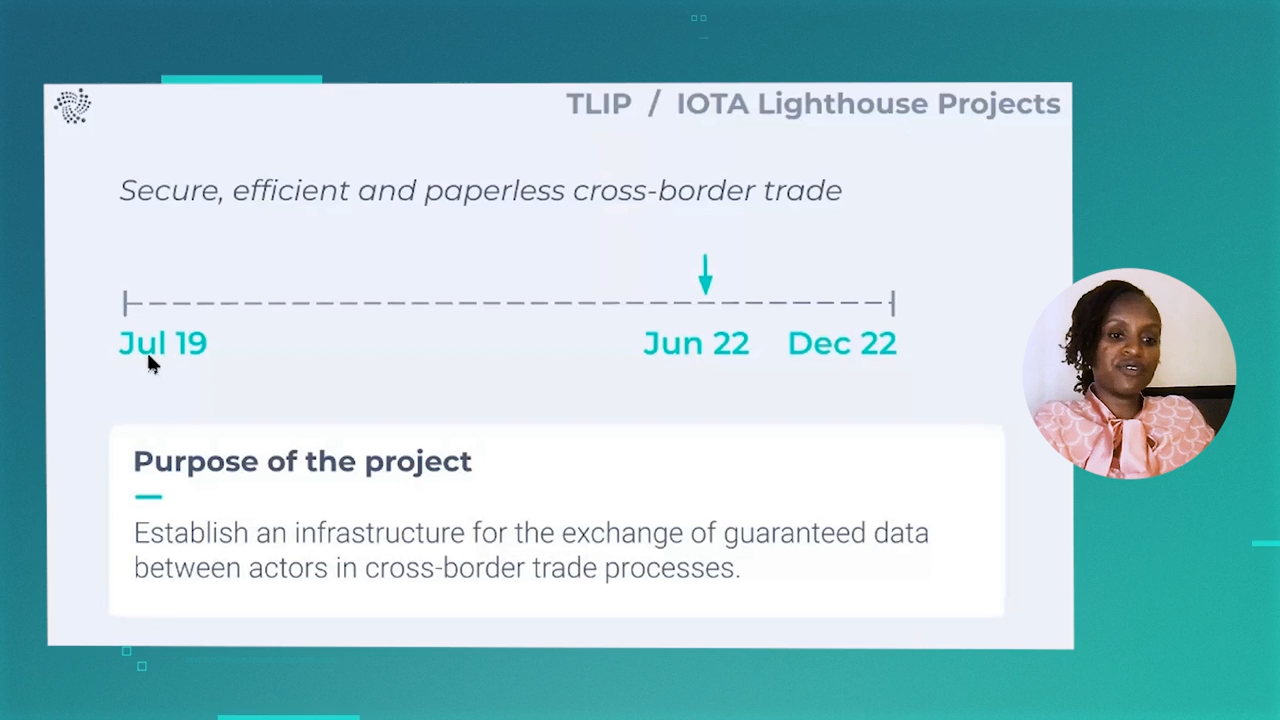 TLIP / IOTA Lighthouse Projects
Secure, efficient and paperless cross-border trade
Jul 19 Jun 22 Dec 22
Purpose of the project
Establish an infrastructure for the exchange of guaranteed data
between actors in cross-border trade processes.